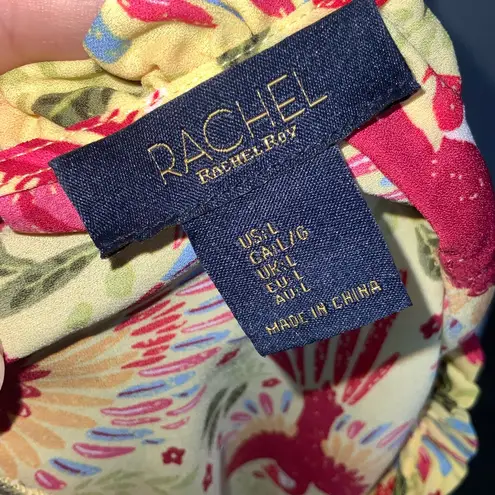 RACHEL
RACHEL ROY
US:L
CA:L/G
UK:L
EU:L
AU:L
MADE IN CHINA